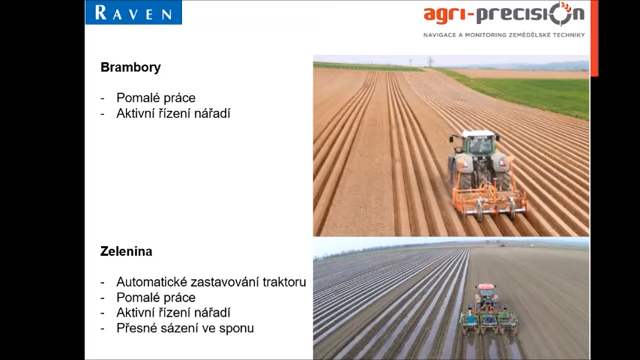 RAVEN
agri-precision
NAVIGACE A MONITORING ZEMĚDĚLSKÉ TECHNIKY
Brambory
- Pomalé práce
- Aktivní řízení nářadí
Zelenina
- Automatické zastavování traktoru
- Pomalé práce
- Aktivní řízení nářadí
- Přesné sázení ve sponu